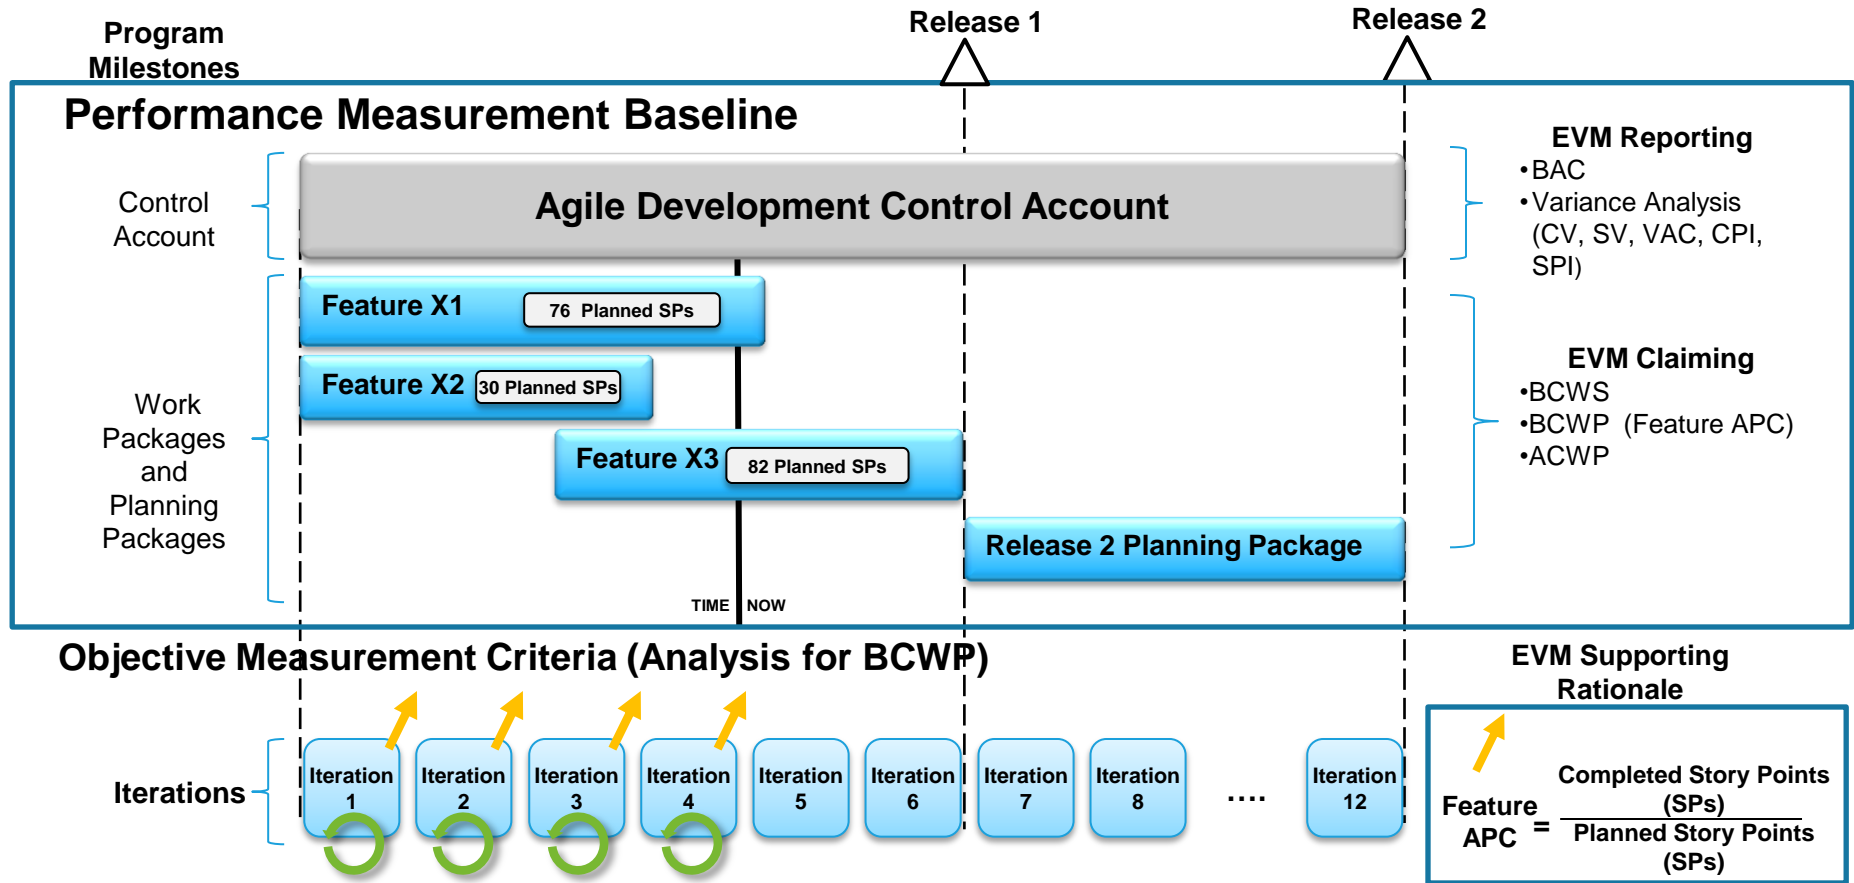 Program
Milestones
Release 1
Release 2
Performance Measurement Baseline
Control
Account
Agile Development Control Account
EVM Reporting
•BAC
•Variance Analysis
(CV, SV, VAC, CPI,
SPI)
Work
Packages
and
Planning
Packages
Feature X1
76 Planned SPs
Feature X2
30 Planned SPs
Feature X3
82 Planned SPs
Release 2 Planning Package
TIME NOW
EVM Claiming
•BCWS
•BCWP (Feature APC)
•ACWP
Objective Measurement Criteria (Analysis for BCWP)
Iterations
Iteration
1
Iteration
2
Iteration
3
Iteration
4
Iteration
5
Iteration
6
Iteration
7
Iteration
8
....
Iteration
12
EVM Supporting
Rationale
Feature
APC
=
Completed Story Points
(SPs)
Planned Story Points
(SPs)